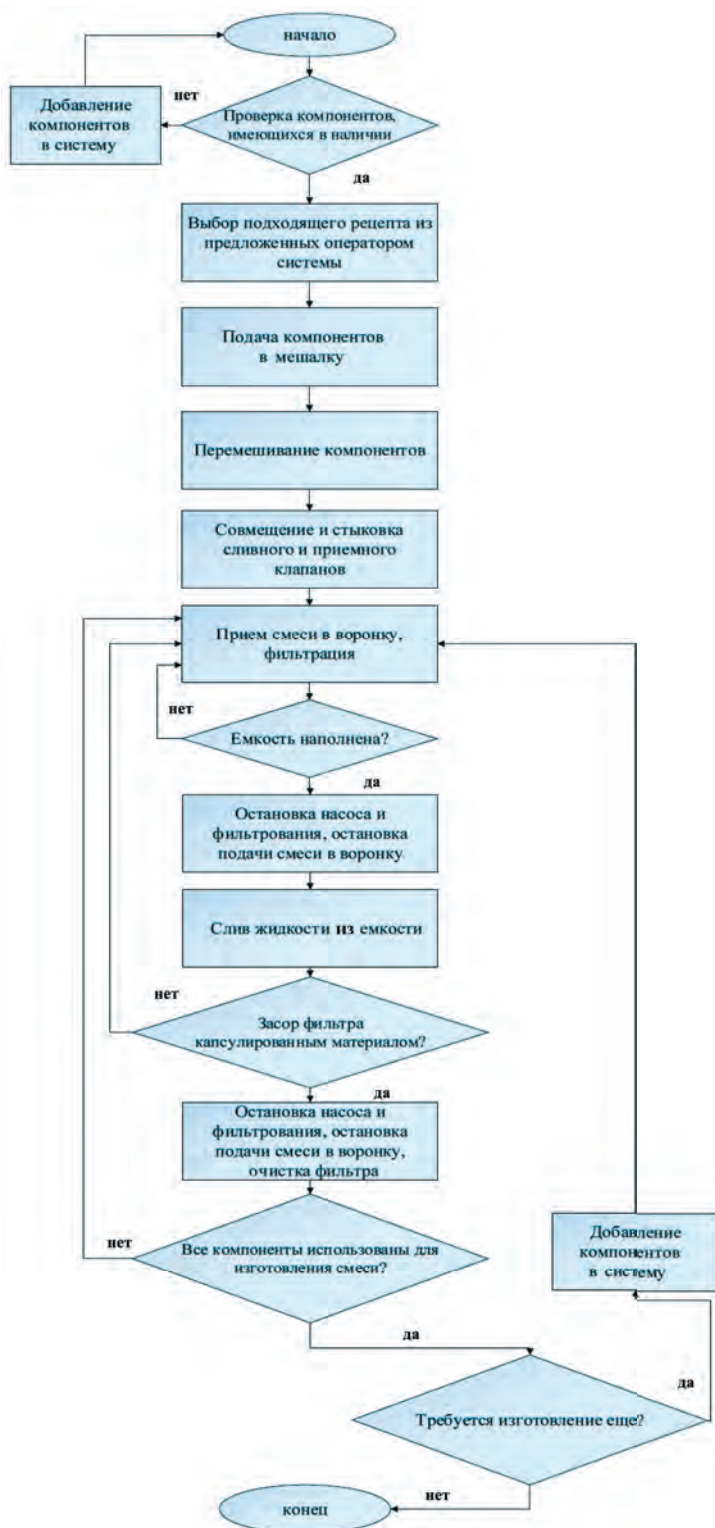 начало
нет
Добавление
компонентов
в систему
Проверка компонентов,
имеющихся в наличии
да
Выбор подходящего рецепта из
предложенных оператором
системы
Подача компонентов
в мешалку
Перемешивание компонентов
Совмещение и стыковка
сливного и приемного
клапанов
Прием смеси в воронку,
фильтрация
нет
Емкость наполнена?
да
Остановка насоса и
фильтрования, остановка
подачи смеси в воронку
Слив жидкости из емкости
нет
Засор фильтра
капсулированным материалом?
да
Остановка насоса и
фильтрования, остановка
подачи смеси в воронку,
очистка фильтра
нет
Все компоненты использованы для
изготовления смеси?
Добавление
компонентов
в систему
да
да
Требуется изготовление еще?
нет
конец